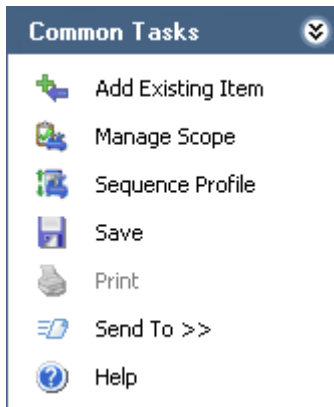 Common Tasks
Add Existing Item
Manage Scope
Sequence Profile
Save
Print
Send To >>
Help